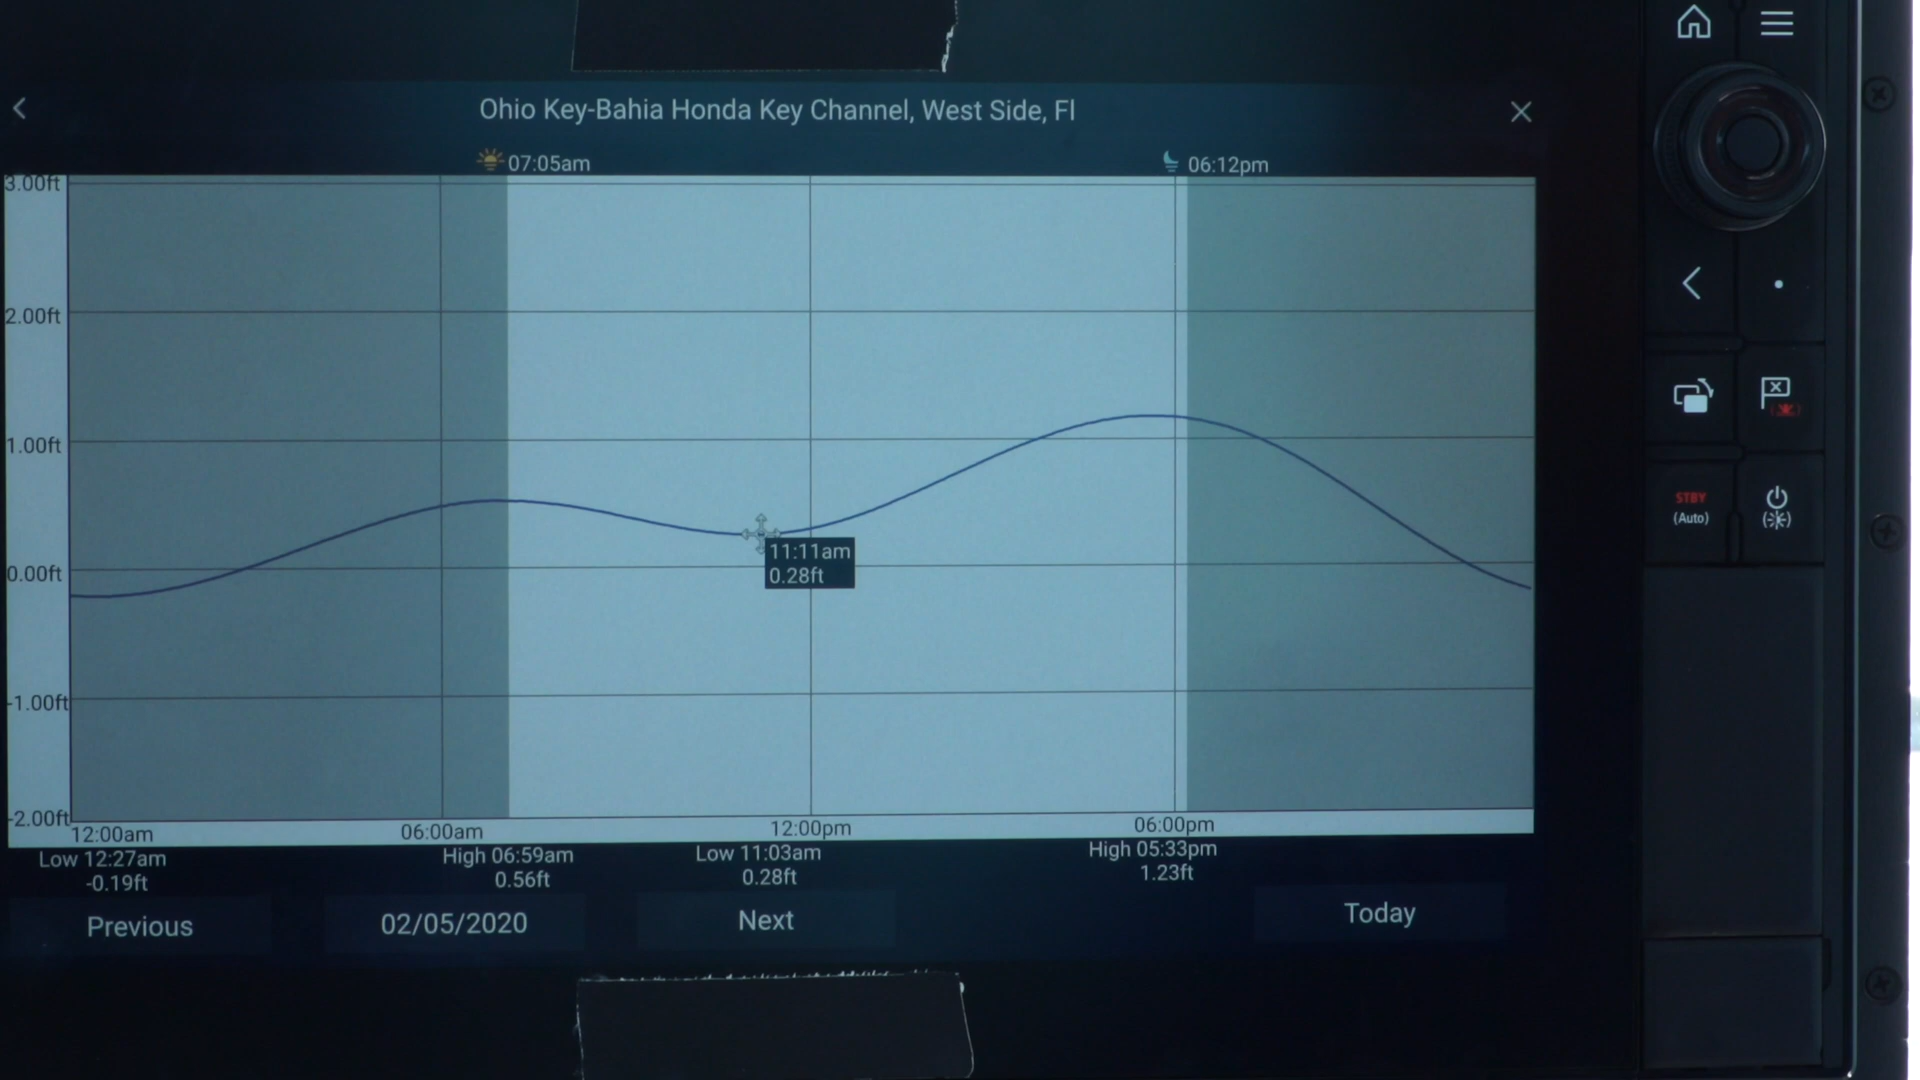 Ohio Key-Bahia Honda Key Channel, West Side, Fl
07:05am
06:12pm
3.00ft
2.00ft
1.00ft
0.00ft
-1.00ft
-2.00ft
11:11am
0.28ft
12:00am
06:00am
12:00pm
06:00pm
Low 12:27am
-0.19ft
High 06:59am
0.56ft
Low 11:03am
0.28ft
High 05:33pm
1.23ft
Previous
02/05/2020
Next
Today
STBY
(Auto)